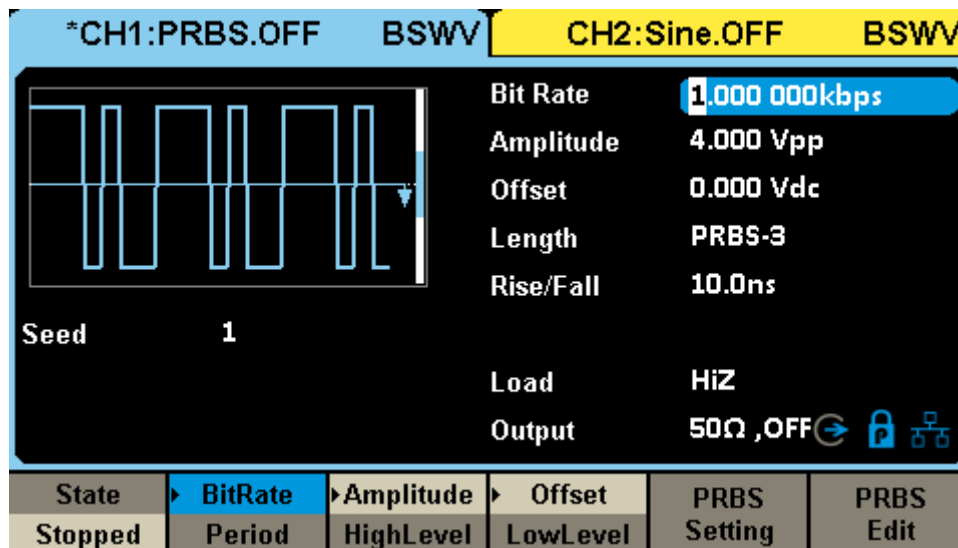 *CH1:PRBS.OFF BSWV CH2:Sine.OFF BSWV
Bit Rate 1.000 000kbps
Amplitude 4.000 Vpp
Offset 0.000 Vdc
Length PRBS-3
Rise/Fall 10.0ns
Seed 1
Load HiZ
Output 50Ω ,OFF P
State BitRate Amplitude Offset PRBS PRBS
Stopped Period HighLevel LowLevel Setting Edit